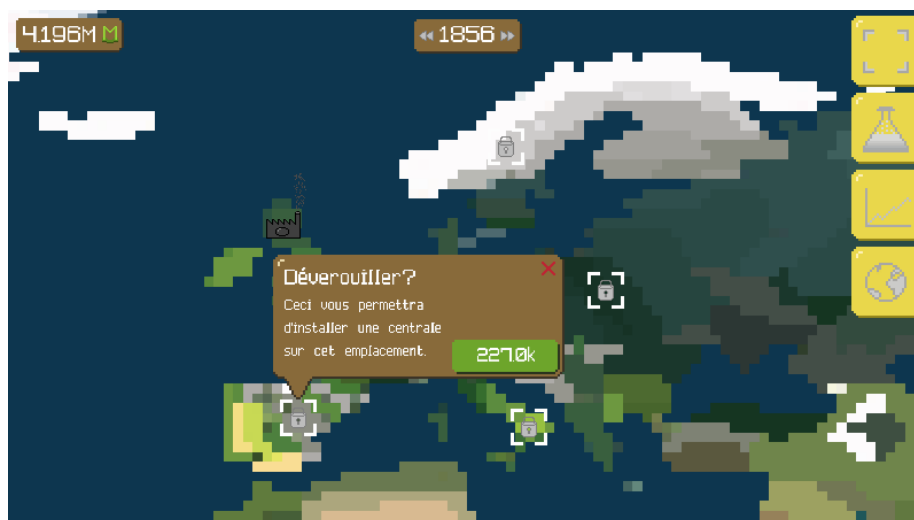 4.196M M
1856
Déverouiller?
Ceci vous permettra
d'installer une centrale
sur cet emplacement.
227.0k